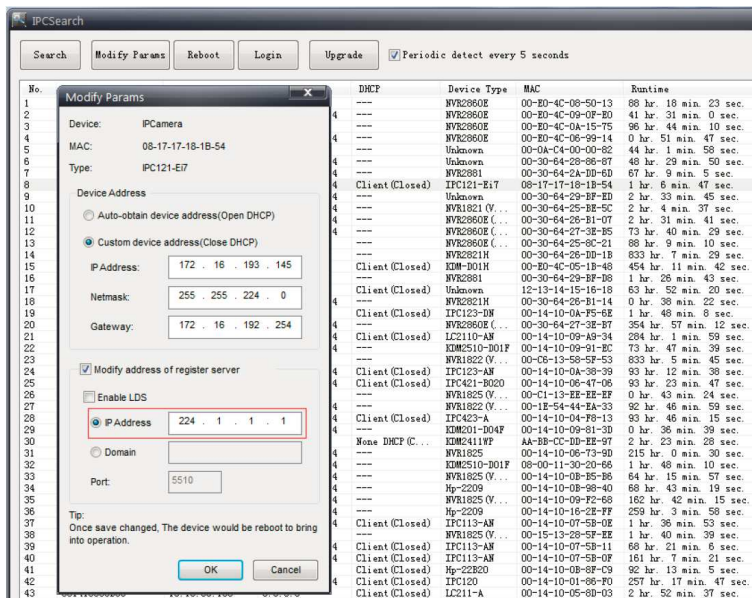 IPCSearch
Search Modify Params Reboot Login Upgrade Periodic detect every 5 seconds
Modify Params
Device: IPCamera
MAC: 08-17-17-18-1B-54
Type: IPC121-Ei7
Device Address
Auto-obtain device address(Open DHCP)
Custom device address(Close DHCP)
IP Address: 172 . 16 . 193 . 145
Netmask: 255 . 255 . 224 . 0
Gateway: 172 . 16 . 192 . 254
Modify address of register server
Enable LDS
IP Address 224 . 1 . 1 . 1
Domain
Port: 5510
Tip:
Once save changed, The device would be reboot to bring
into operation.
OK Cancel
No. DHCP Device Type MAC Runtime
1 --- NVR2860E 00-E0-4C-08-50-13 88 hr. 18 min. 23 sec.
2 --- NVR2860E 00-E0-4C-09-0F-E0 41 hr. 31 min. 0 sec.
3 --- NVR2860E 00-E0-4C-0A-15-75 96 hr. 44 min. 10 sec.
4 --- NVR2860E 00-E0-4C-06-99-14 0 hr. 51 min. 47 sec.
5 --- Unknown 00-0A-C4-00-00-82 44 hr. 1 min. 58 sec.
6 --- Unknown 00-30-64-28-86-87 48 hr. 29 min. 50 sec.
7 --- NVR2881 00-30-64-2A-DD-6D 67 hr. 9 min. 5 sec.
8 Client(Closed) IPC121-Ei7 08-17-17-18-1B-54 1 hr. 6 min. 47 sec.
9 --- Unknown 00-30-64-29-BF-ED 2 hr. 33 min. 45 sec.
10 --- NVR1821(V... 00-30-64-25-BE-5C 2 hr. 4 min. 37 sec.
11 --- NVR2860E(... 00-30-64-26-B1-07 2 hr. 31 min. 41 sec.
12 --- NVR2860E(... 00-30-64-27-3E-B5 73 hr. 40 min. 29 sec.
13 --- NVR2860E(... 00-30-64-25-8C-21 88 hr. 9 min. 10 sec.
14 --- NVR2821H 00-30-64-26-DD-1B 833 hr. 7 min. 29 sec.
15 Client(Closed) KDM-D01H 00-E0-4C-05-1B-48 454 hr. 11 min. 42 sec.
16 --- NVR2881 00-30-64-29-BF-D8 1 hr. 26 min. 43 sec.
17 Client(Closed) Unknown 12-13-14-15-16-18 63 hr. 52 min. 20 sec.
18 --- NVR2821H 00-30-64-26-B1-14 0 hr. 38 min. 22 sec.
19 Client(Closed) IPC123-DN 00-14-10-0A-F5-6E 1 hr. 48 min. 8 sec.
20 --- NVR2860E(... 00-30-64-27-3E-B7 354 hr. 57 min. 12 sec.
21 Client(Closed) LC2110-AN 00-14-10-09-A9-34 284 hr. 1 min. 59 sec.
22 --- KDM2510-D01F 00-14-10-09-91-EC 73 hr. 47 min. 39 sec.
23 --- NVR1822(V... 00-C6-13-58-5F-53 833 hr. 5 min. 45 sec.
24 Client(Closed) IPC123-AN 00-14-10-0A-38-39 93 hr. 12 min. 38 sec.
25 Client(Closed) IPC421-B020 00-14-10-06-47-06 93 hr. 23 min. 47 sec.
26 --- NVR1825(V... 00-C1-13-EE-EE-EF 0 hr. 43 min. 24 sec.
27 --- NVR1822(V... 00-1E-54-44-EA-33 92 hr. 46 min. 59 sec.
28 Client(Closed) IPC423-A 00-14-10-04-F8-13 93 hr. 46 min. 15 sec.
29 --- KDM201-D04F 00-14-10-09-81-3D 0 hr. 36 min. 39 sec.
30 None DHCP(C... KDM2411WP AA-BB-CC-DD-EE-97 2 hr. 23 min. 28 sec.
31 --- NVR1825 00-14-10-06-73-9D 215 hr. 0 min. 30 sec.
32 --- KDM2510-D01F 08-00-11-30-20-66 1 hr. 48 min. 10 sec.
33 --- NVR1825(V... 00-14-10-0B-B5-B6 64 hr. 15 min. 57 sec.
34 --- Hp-2209 00-14-10-0B-98-40 68 hr. 43 min. 19 sec.
35 --- NVR1825(V... 00-14-10-09-F2-68 162 hr. 42 min. 15 sec.
36 --- Hp-2209 00-14-10-16-2E-FF 259 hr. 3 min. 58 sec.
37 Client(Closed) IPC113-AN 00-14-10-07-5B-0E 1 hr. 36 min. 53 sec.
38 --- NVR1825(V... 00-15-13-28-5F-EE 1 hr. 40 min. 39 sec.
39 Client(Closed) IPC113-AN 00-14-10-07-5B-11 68 hr. 21 min. 6 sec.
40 Client(Closed) IPC113-AN 00-14-10-07-5B-0F 161 hr. 7 min. 21 sec.
41 Client(Closed) Hp-22B20 00-14-10-0B-8F-C9 92 hr. 13 min. 5 sec.
42 Client(Closed) IPC120 00-14-10-01-86-F0 257 hr. 17 min. 47 sec.
43 Client(Closed) LC211-A 00-14-10-05-8D-03 2 hr. 52 min. 37 sec.